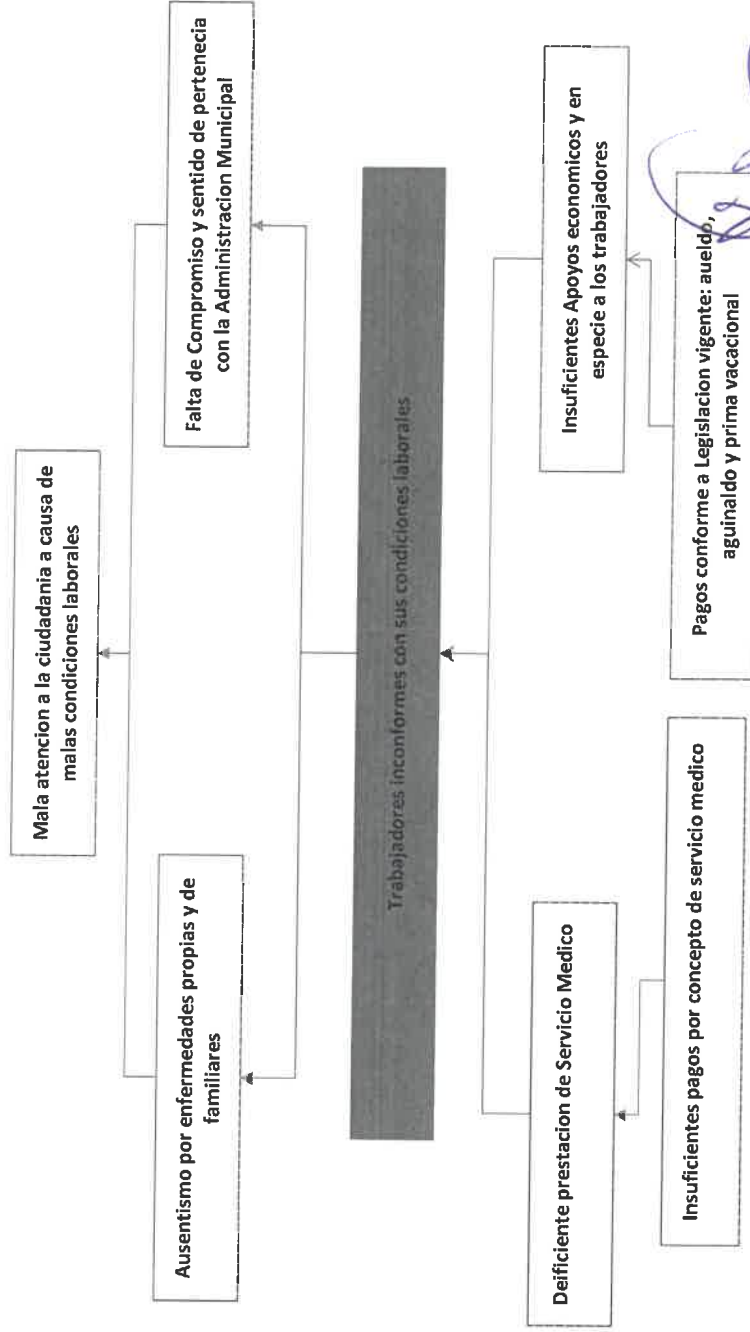 Mala atencion a la ciudadania a causa de
malas condiciones laborales
Ausentismo por enfermedades propias y de
familiares
Falta de Compromiso y sentido de pertenecia
con la Administracion Municipal
Trabajadores inconformes con sus condiciones laborales
Deificiente prestacion de Servicio Medico
Insuficientes Apoyos economicos y en
especie a los trabajadores
Insuficientes pagos por concepto de servicio medico
Pagos conforme a Legislacion vigente: aueldo,
aguinaldo y prima vacacional